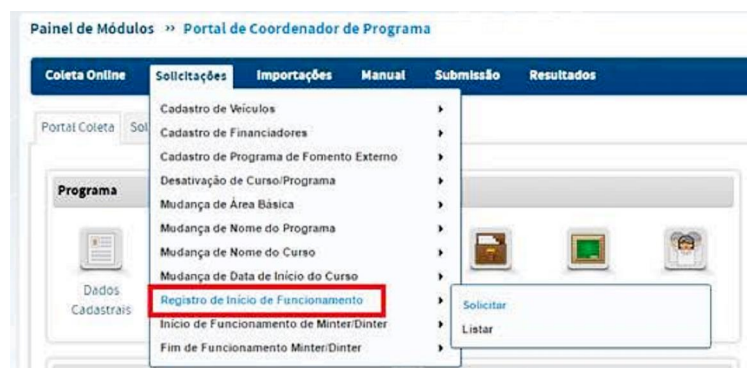 Painel de Módulos » Portal de Coordenador de Programa
Coleta Online Solicitações Importações Manual Submissão Resultados
Portal Coleta Sol
Cadastro de Veículos
Cadastro de Financiadores
Cadastro de Programa de Fomento Externo
Desativação de Curso/Programa
Mudança de Área Básica
Mudança de Nome do Programa
Mudança de Nome do Curso
Mudança de Data de Início do Curso
Registro de Início de Funcionamento
Início de Funcionamento de Minter/Dinter
Fim de Funcionamento Minter/Dinter
Solicitar
Listar
Programa
Dados
Cadastrais